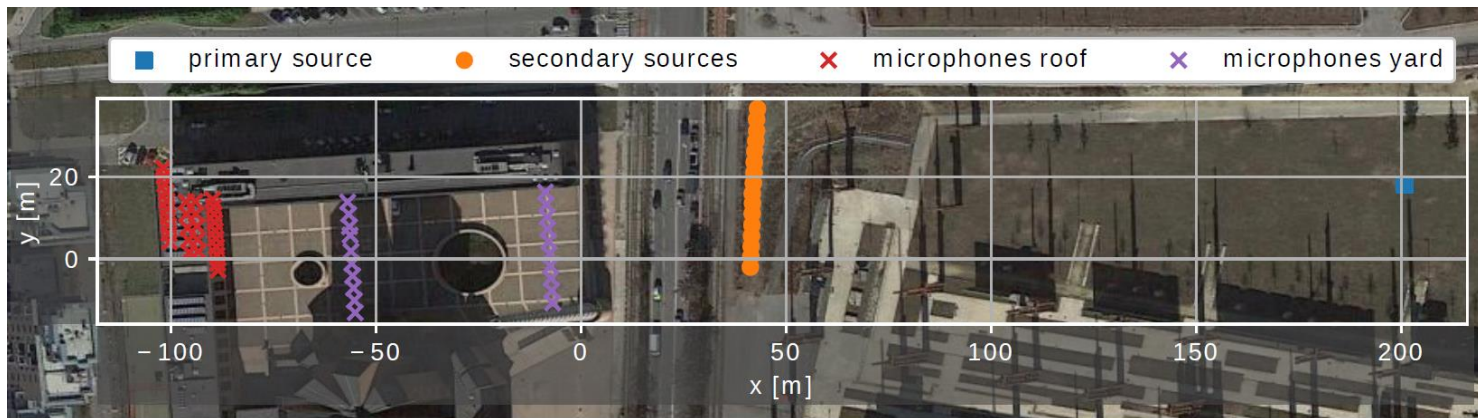 primary source secondary sources microphones roof microphones yard
20
0
y [m]
−100 −50 0 50 100 150 200
x [m]